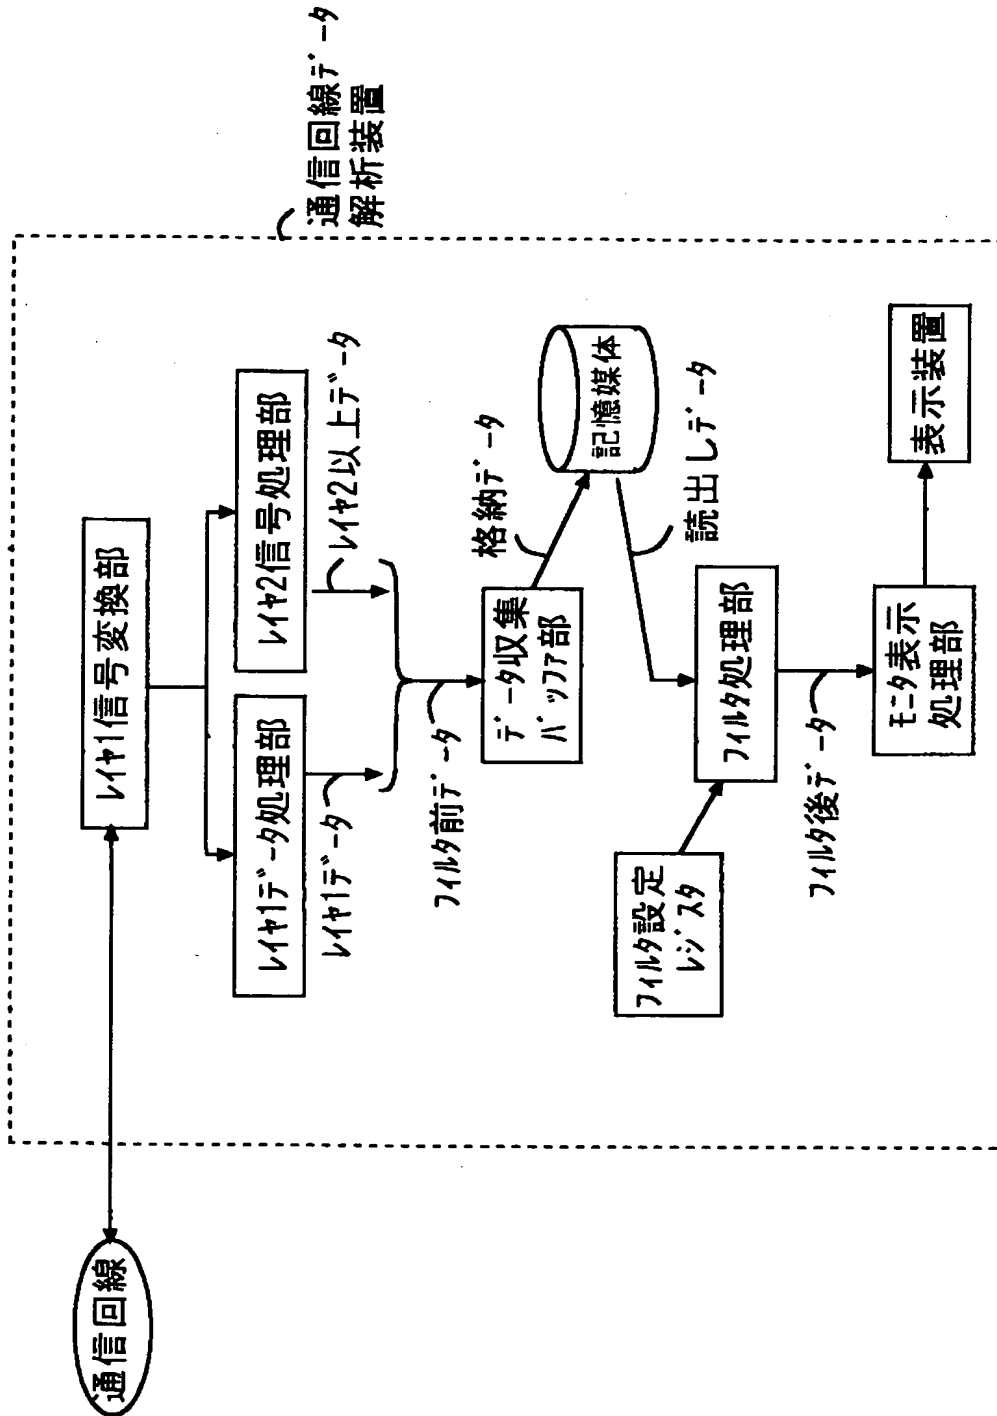 通信回線
通信回線ﾃﾞｰﾀ
解析装置
ﾚｲﾔ1信号変換部
ﾚｲﾔ1ﾃﾞｰﾀ処理部
ﾚｲﾔ2信号処理部
ﾚｲﾔ1ﾃﾞｰﾀ
ﾚｲﾔ2以上ﾃﾞｰﾀ
ﾌｨﾙﾀ前ﾃﾞｰﾀ
ﾃﾞｰﾀ収集
ﾊﾞｯﾌｧ部
格納ﾃﾞｰﾀ
記憶媒体
読出しﾃﾞｰﾀ
ﾌｨﾙﾀ設定
ﾚｼﾞｽﾀ
ﾌｨﾙﾀ処理部
ﾌｨﾙﾀ後ﾃﾞｰﾀ
ﾓﾆﾀ表示
処理部
表示装置